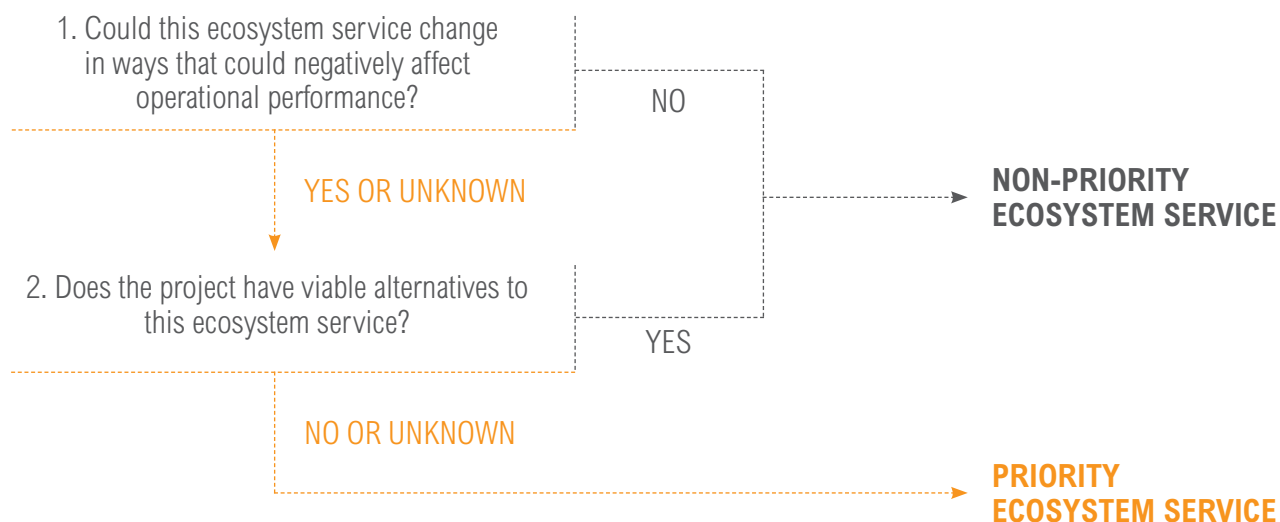 1. Could this ecosystem service change
in ways that could negatively affect
operational performance?
NO
YES OR UNKNOWN
NON-PRIORITY
ECOSYSTEM SERVICE
2. Does the project have viable alternatives to
this ecosystem service?
YES
NO OR UNKNOWN
PRIORITY
ECOSYSTEM SERVICE